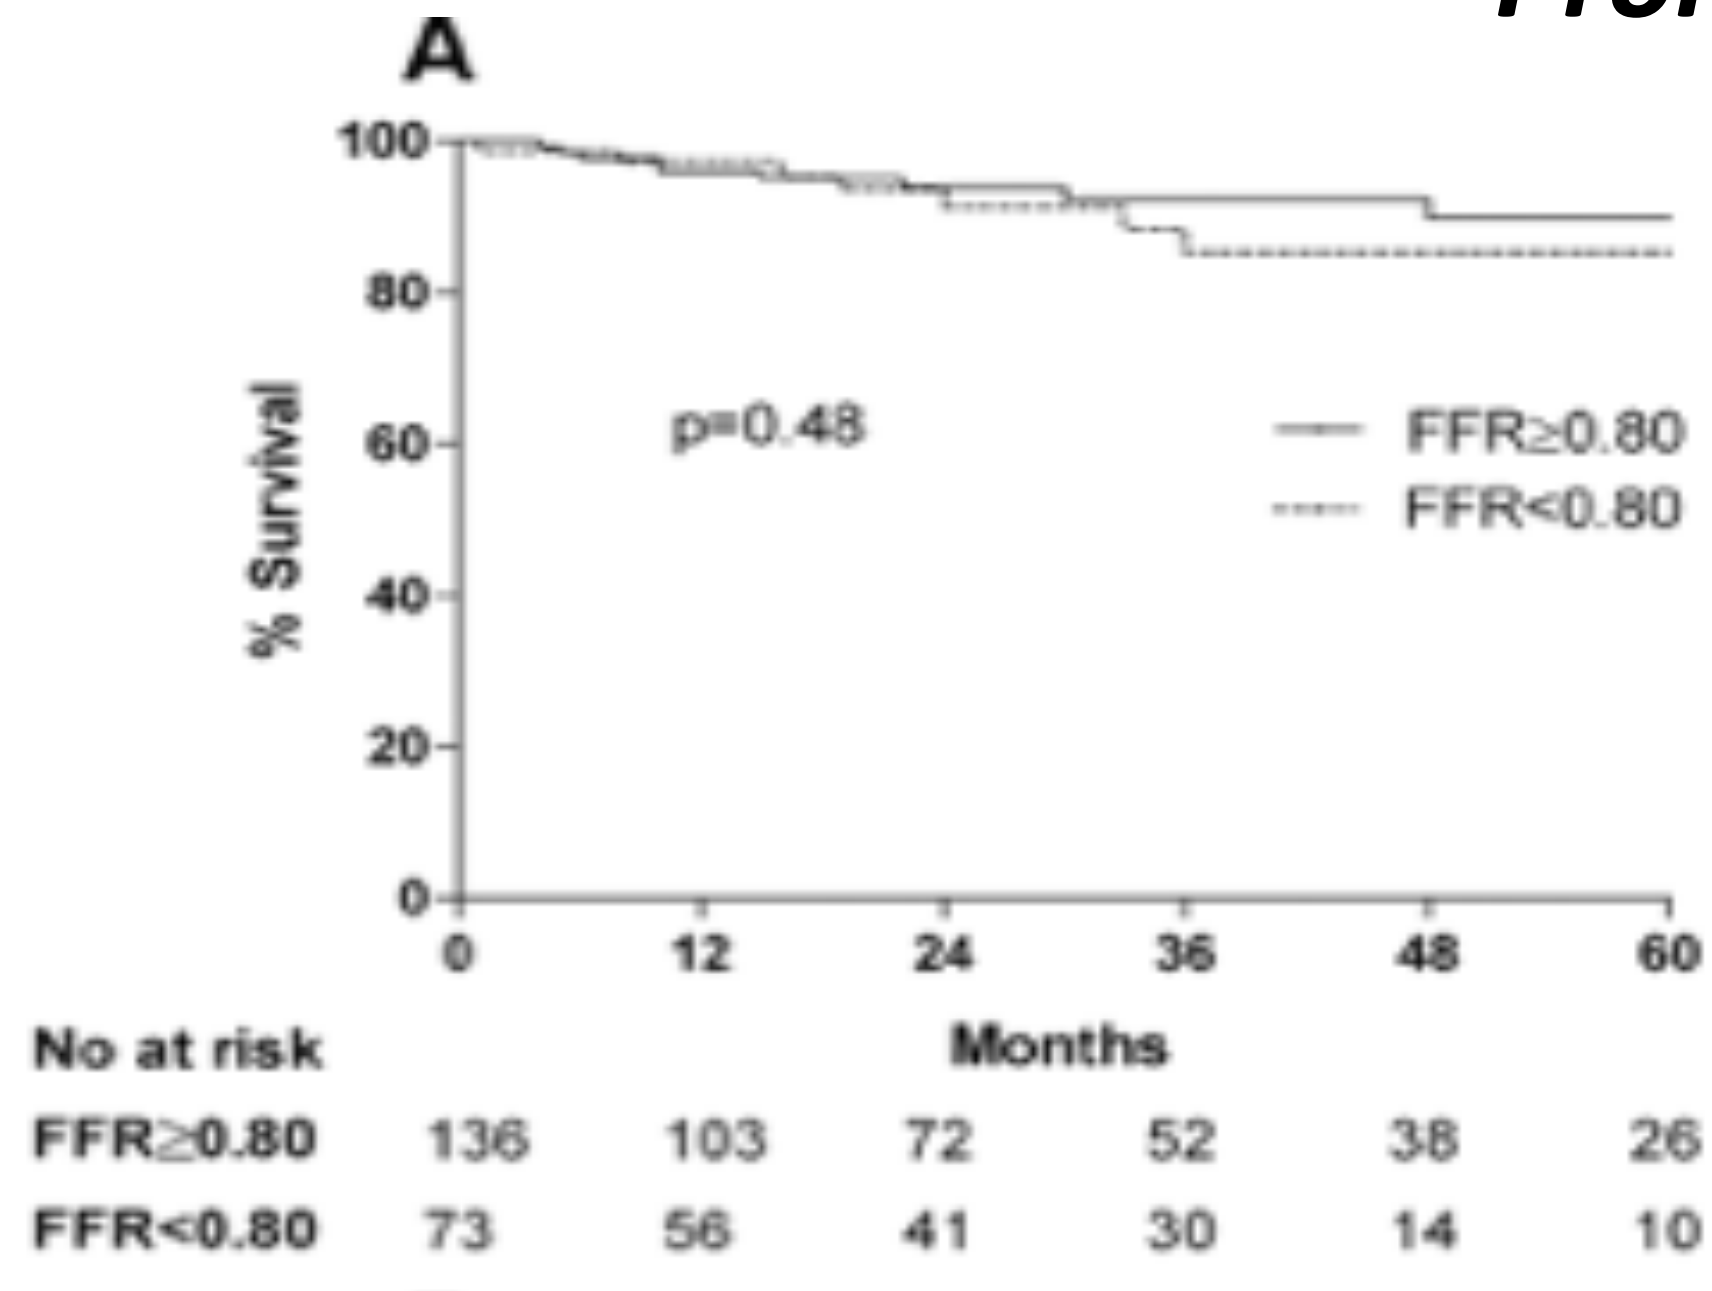 A
100
80
60
40
20
0
% Survival
p=0.48
FFR≥0.80
FFR<0.80
0 12 24 36 48 60
No at risk Months
FFR≥0.80 136 103 72 52 38 26
FFR<0.80 73 56 41 30 14 10